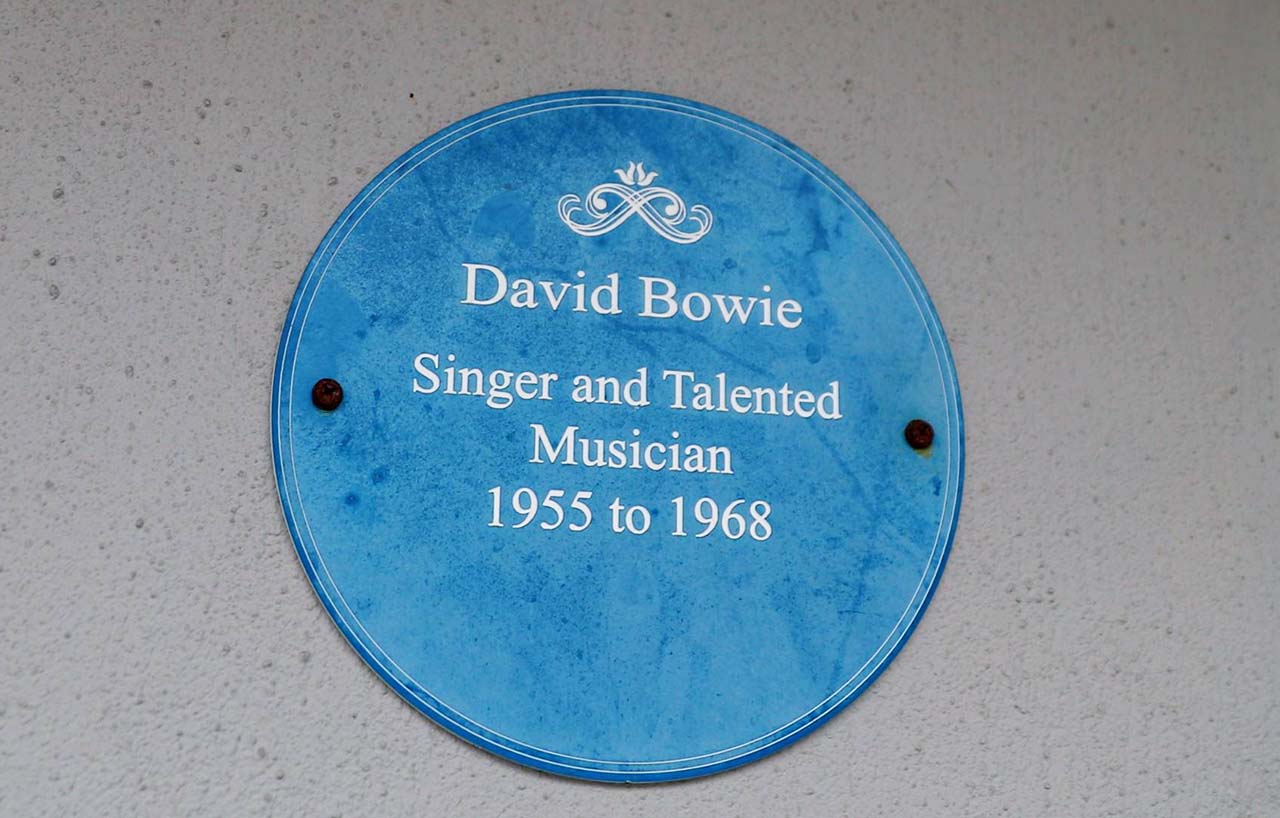 David Bowie
Singer and Talented
Musician
1955 to 1968